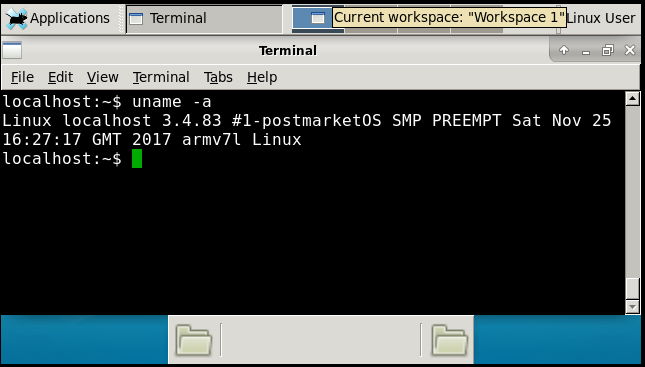 Applications Terminal Current workspace: "Workspace 1" Linux User
Terminal
File Edit View Terminal Tabs Help
localhost:~$ uname -a
Linux localhost 3.4.83 #1-postmarketOS SMP PREEMPT Sat Nov 25
16:27:17 GMT 2017 armv7l Linux
localhost:~$